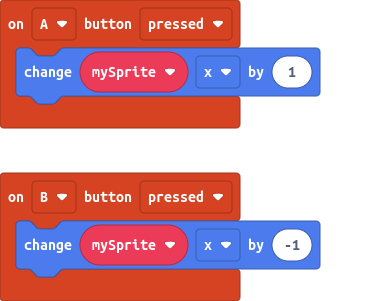 on A button pressed
change mySprite x by 1
on B button pressed
change mySprite x by -1